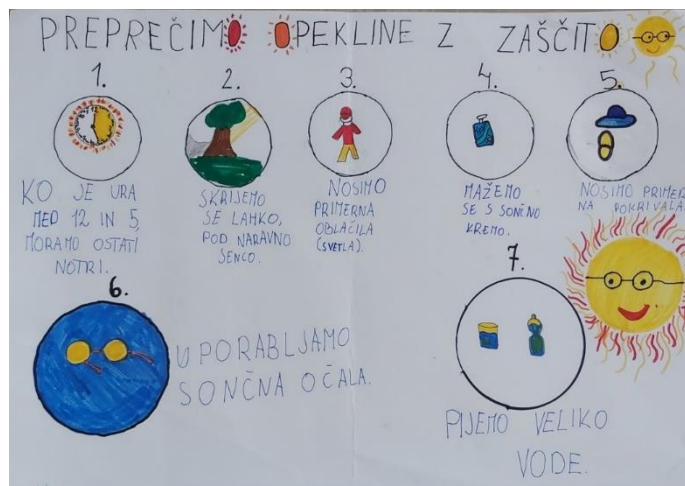 PREPREČIMO OPEKLINE Z ZAŠČITO
1.
KO JE URA
MED 12 IN 5,
MORAMO OSTATI
NOTRI.
2.
SKRIJEMO
SE LAHKO,
POD NARAVNO
SENCO.
3.
NOSIMO
PRIMERNA
OBLAČILA
(SVETLA).
4.
MAŽEMO
SE S SONČNO
KREMO.
5.
NOSIMO PRIMER
NA POKRIVALA
6.
UPORABLJAMO
SONČNA OČALA.
7.
PIJEMO VELIKO
VODE.